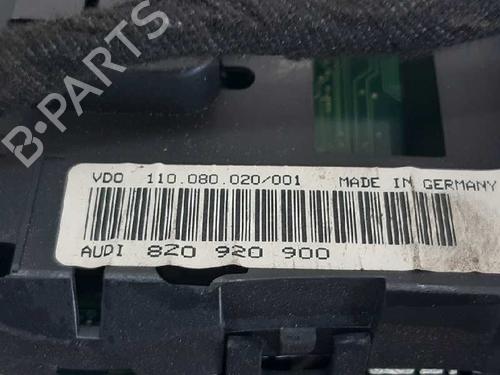 B-PARTS
VDO 110.080.020/001 MADE IN GERMANY
AUDI 8Z0 920 900